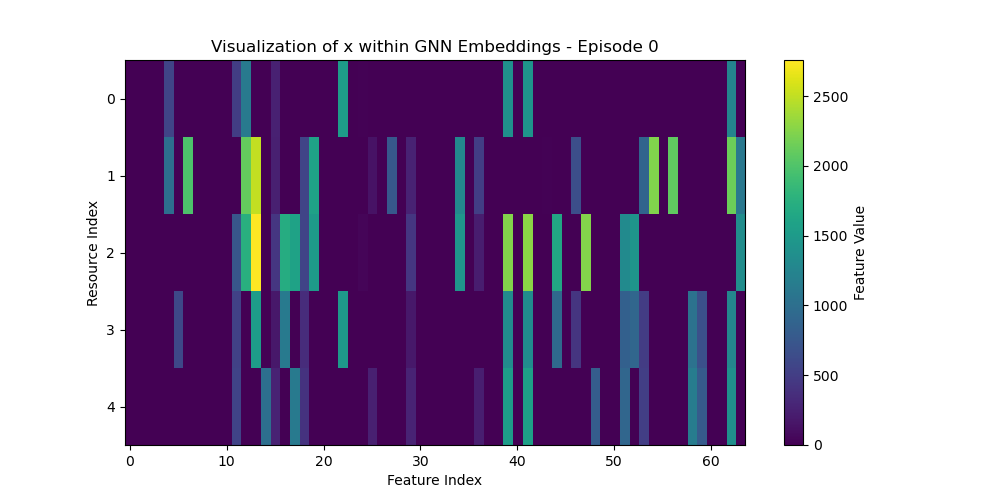 Visualization of x within GNN Embeddings - Episode 0
0
1
2
3
4
Resource Index
0 10 20 30 40 50 60
Feature Index
2500
2000
1500
1000
500
0
Feature Value